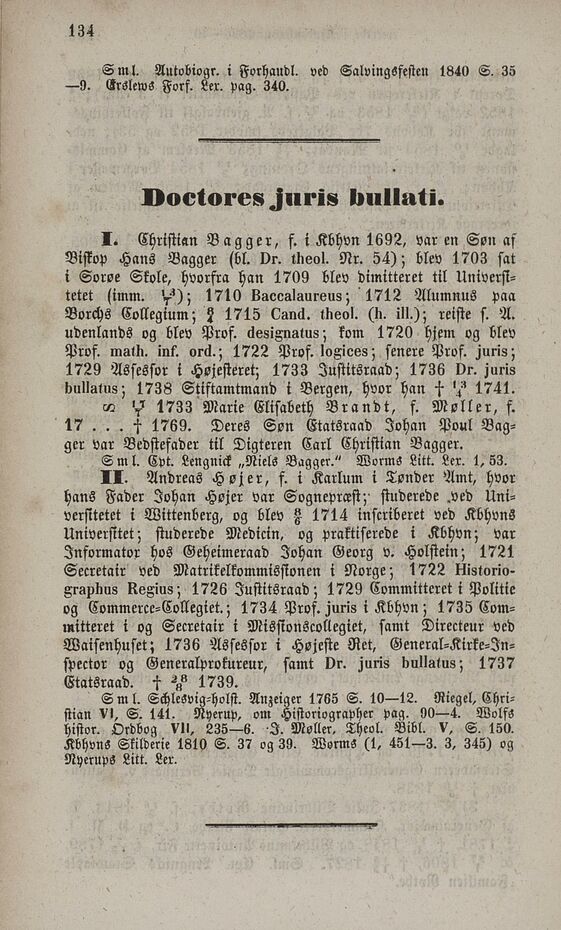 134
Sml. Autobiogr. i Forhandl. ved Salvingsfesten 1840 S. 35
—9. Erslews Forf. Lex. pag. 340.
Doctores juris bullati.
I. Christian Bagger, f. i Kbhvn 1692, var en Søn af
Biskop Hans Bagger (bl. Dr. theol. Nr. 54); blev 1703 sat
i Sorøe Skole, hvorfra han 1709 blev dimitteret til Universi-
tetet (imm.); 1710 Baccalaureus; 1712 Alumnus paa
Borchs Collegium; 1715 Cand. theol. (h. ill.); reiste s. A.
udenlands og blev Prof. designatus; kom 1720 hjem og blev
Prof. math. inf. ord.; 1722 Prof. logices; senere Prof. juris;
1729 Assessor i Højesteret; 1733 Justitsraad; 1736 Dr. juris
bullatus; 1738 Stiftamtmand i Bergen, hvor han † 13/4 1741.
∞ 1733 Marie Elisabeth Brandt, f. Møller, f.
17 . . . † 1769. Deres Søn Etatsraad Johan Poul Bag-
ger var Bedstefader til Digteren Carl Christian Bagger.
Sml. Cpt. Lengnick „Niels Bagger.“ Worms Litt. Lex. 1, 53.
II. Andreas Højer, f. i Karlum i Tønder Amt, hvor
hans Fader Johan Højer var Sognepræst; studerede ved Uni-
versitetet i Wittenberg, og blev 1714 inscriberet ved Kbhvns
Universitet; studerede Medicin, og praktiserede i Kbhvn; var
Informator hos Geheimeraad Johan Georg v. Holstein; 1721
Secretair ved Matrikelkommissionen i Norge; 1722 Historio-
graphus Regius; 1726 Justitsraad; 1729 Committeret i Politie
og Commerce-Collegiet.; 1734 Prof. juris i Kbhvn; 1735 Com-
mitteret i og Secretair i Missionscollegiet, samt Directeur ved
Waisenhuset; 1736 Assessor i Højeste Ret, General-Kirke-In-
spector og Generalprokureur, samt Dr. juris bullatus; 1737
Etatsraad. † 28/8 1739.
Sml. Schlesvig-holst. Anzeiger 1765 S. 10—12. Riegel, Chri-
stian VI, S. 141. Nyerup, om Historiographer pag. 90—4. Wolfs
histor. Ordbog VII, 235—6. J. Møller, Theol. Bibl. V, S. 150.
Kbhvns Skilderie 1810 S. 37 og 39. Worms (1, 451—3. 3, 345) og
Nyerups Litt. Lex.